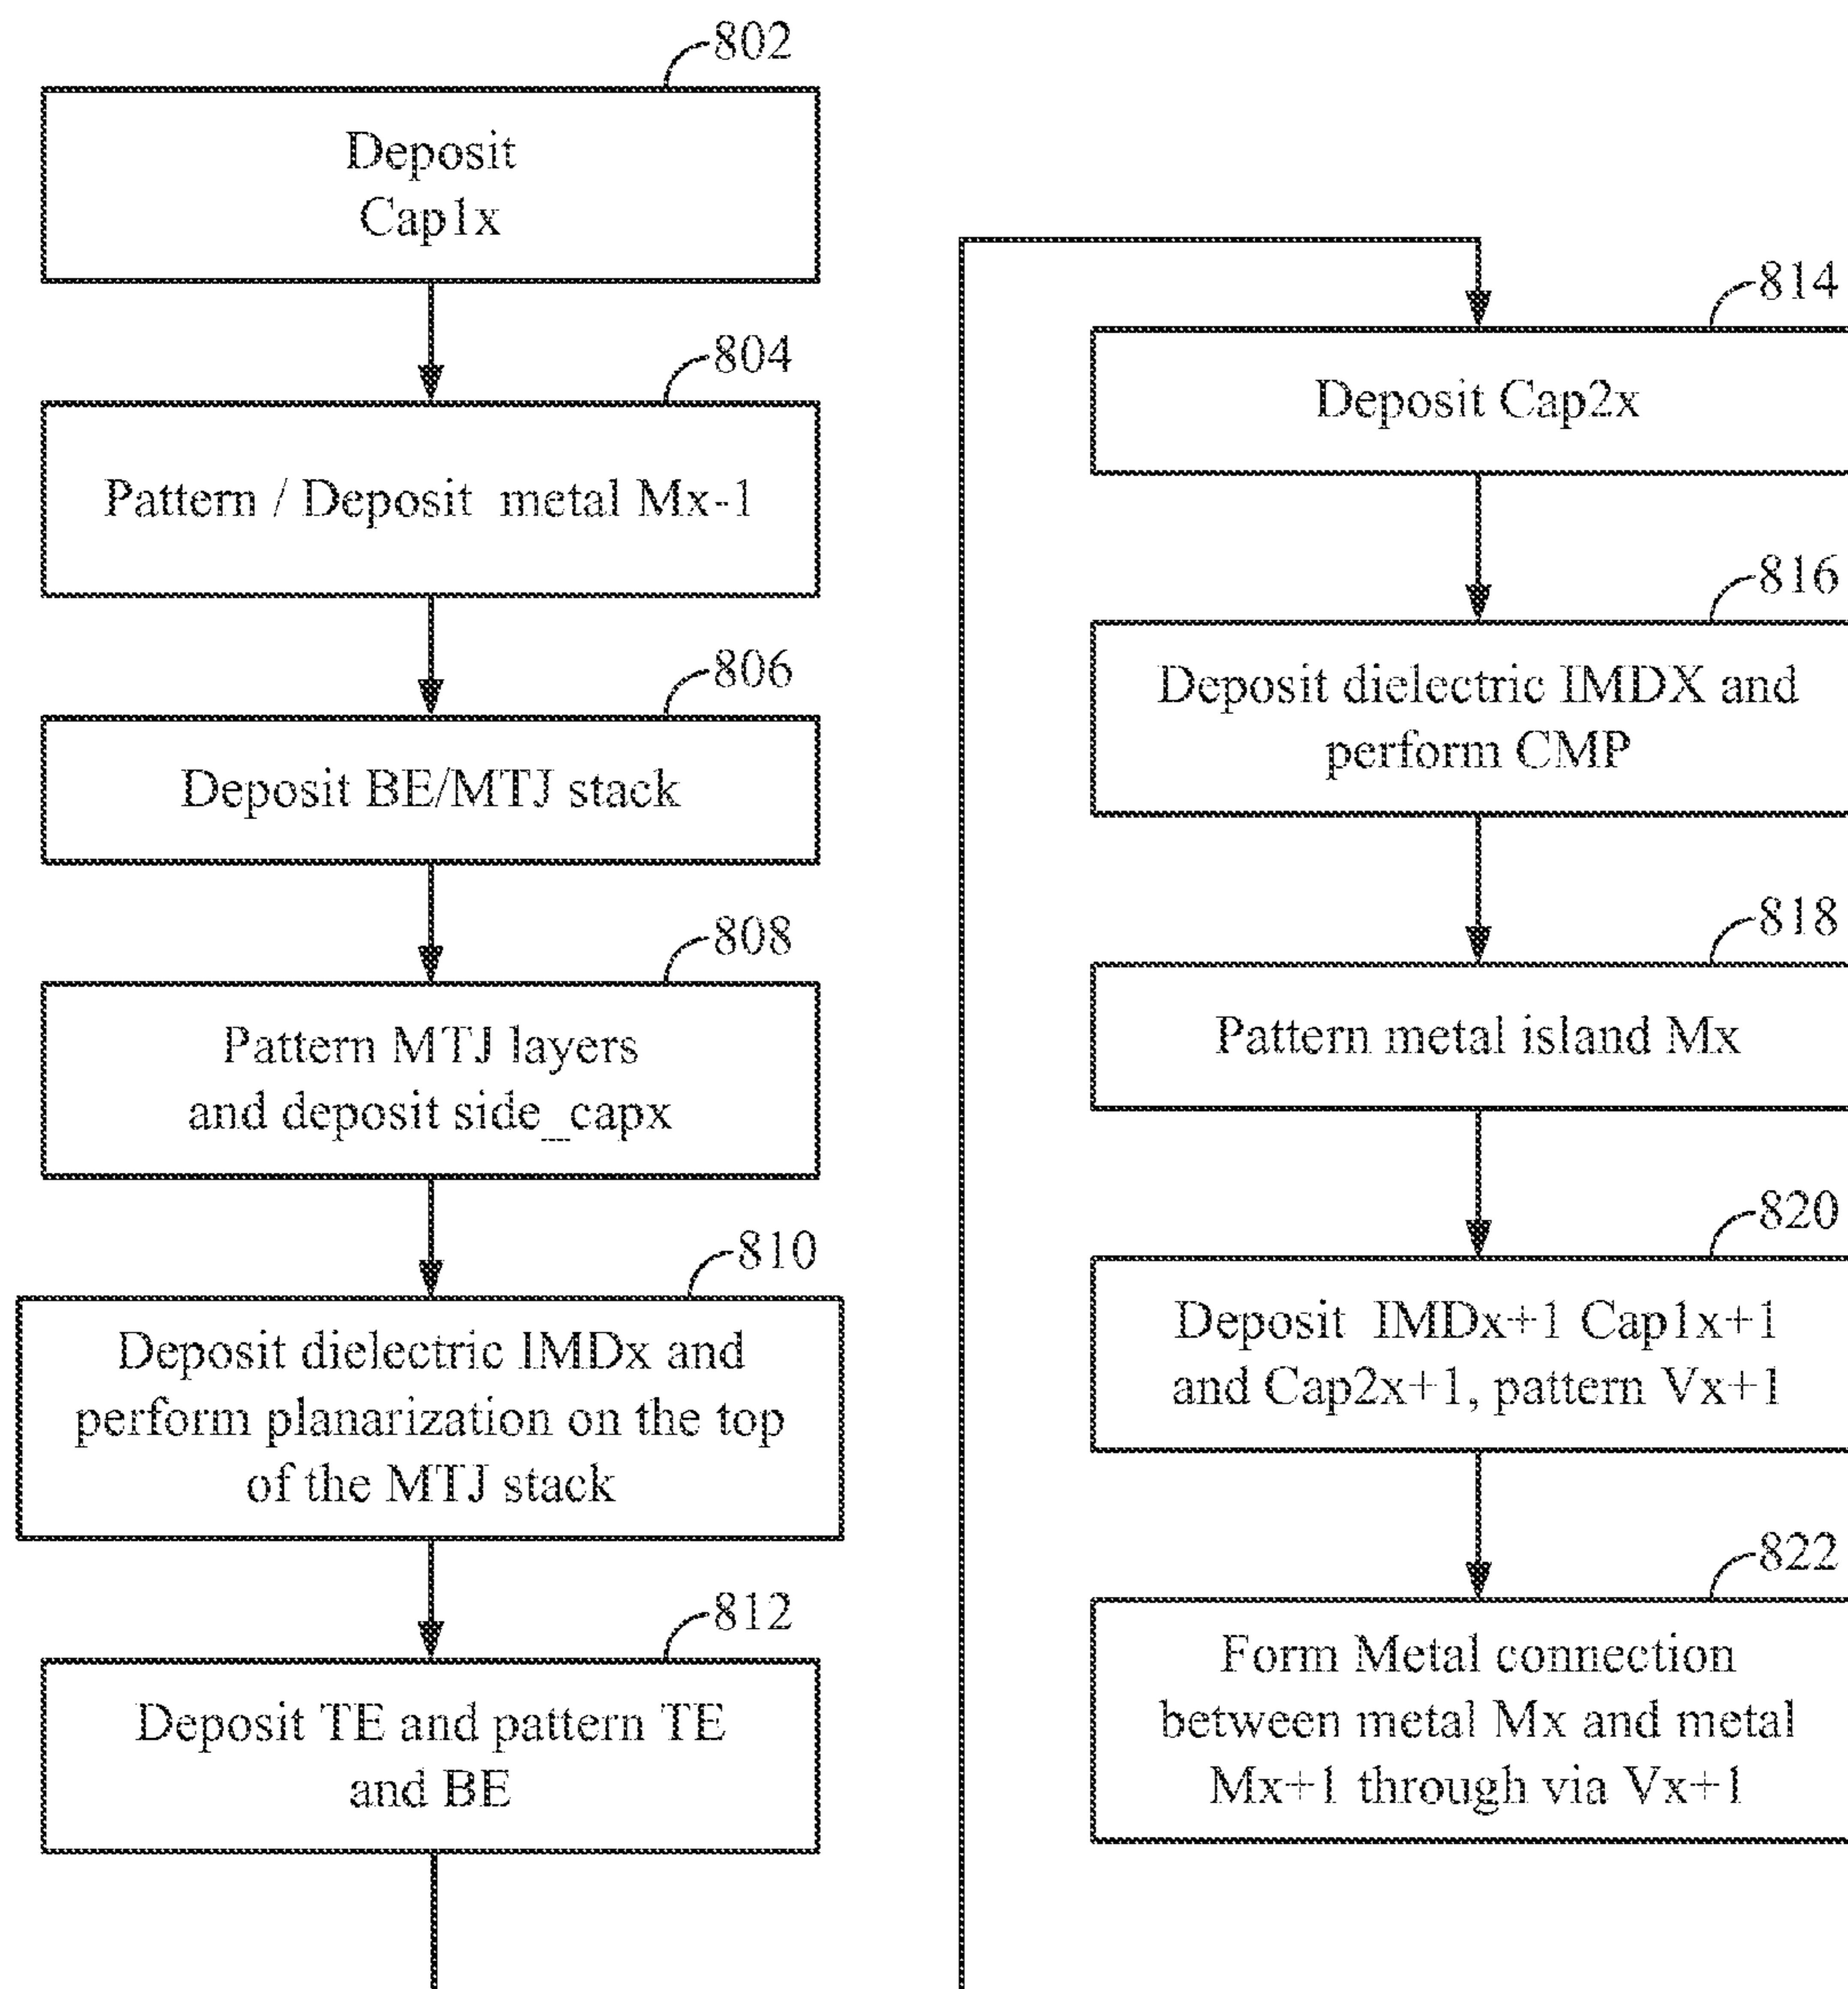 802
Deposit
Cap1x
804
Pattern / Deposit metal Mx-1
806
Deposit BE/MTJ stack
808
Pattern MTJ layers
and deposit side_capx
810
Deposit dielectric IMDx and
perform planarization on the top
of the MTJ stack
812
Deposit TE and pattern TE
and BE
814
Deposit Cap2x
816
Deposit dielectric IMDX and
perform CMP
818
Pattern metal island Mx
820
Deposit IMDx+1 Cap1x+1
and Cap2x+1, pattern Vx+1
822
Form Metal connection
between metal Mx and metal
Mx+1 through via Vx+1